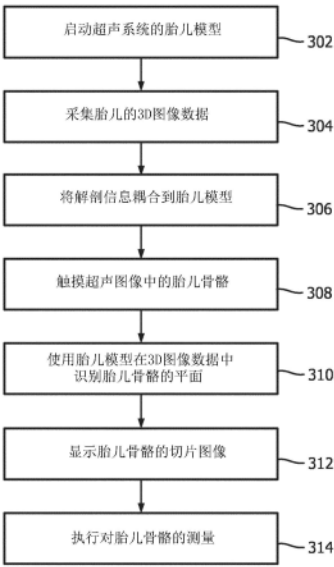 启动超声系统的胎儿模型
302
采集胎儿的3D图像数据
304
将解剖信息耦合到胎儿模型
306
触摸超声图像中的胎儿骨骼
308
使用胎儿模型在3D图像数据中
识别胎儿骨骼的平面
310
显示胎儿骨骼的切片图像
312
执行对胎儿骨骼的测量
314